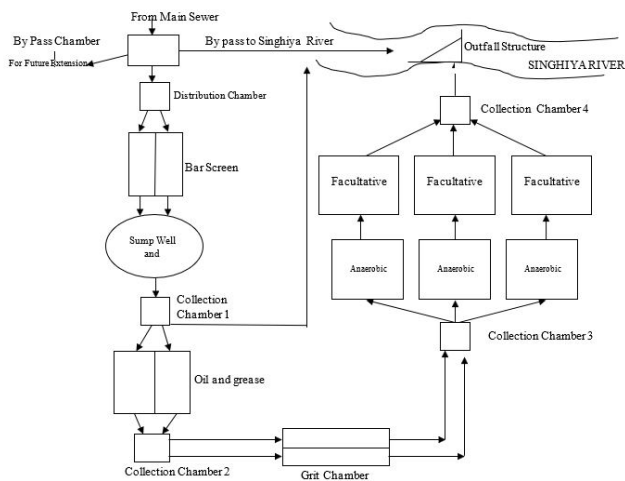 From Main Sewer
By Pass Chamber
By pass to Singhiya River
For Future Extension
Outfall Structure
SINGHIYA RIVER
Distribution Chamber
Collection Chamber 4
Bar Screen
Facultative
Facultative
Facultative
Sump Well
and
Anaerobic
Anaerobic
Anaerobic
Collection
Chamber 1
Collection Chamber 3
Oil and grease
Collection Chamber 2
Grit Chamber